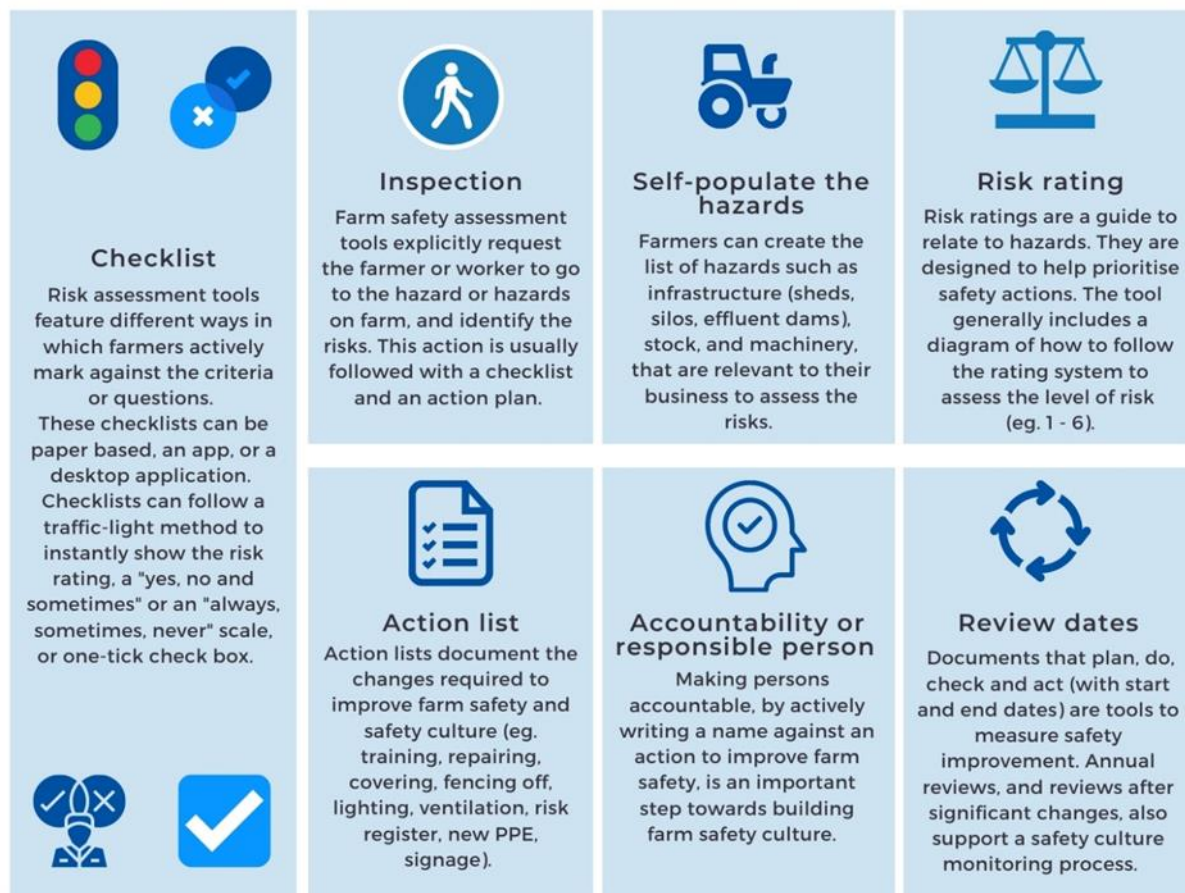 Checklist
Risk assessment tools
feature different ways in
which farmers actively
mark against the criteria
or questions.
These checklists can be
paper based, an app, or a
desktop application.
Checklists can follow a
traffic-light method to
instantly show the risk
rating, a "yes, no and
sometimes" or an "always,
sometimes, never" scale,
or one-tick check box.
Inspection
Farm safety assessment
tools explicitly request
the farmer or worker to go
to the hazard or hazards
on farm, and identify the
risks. This action is usually
followed with a checklist
and an action plan.
Self-populate the
hazards
Farmers can create the
list of hazards such as
infrastructure (sheds,
silos, effluent dams),
stock, and machinery,
that are relevant to their
business to assess the
risks.
Risk rating
Risk ratings are a guide to
relate to hazards. They are
designed to help prioritise
safety actions. The tool
generally includes a
diagram of how to follow
the rating system to
assess the level of risk
(eg. 1 - 6).
Action list
Action lists document the
changes required to
improve farm safety and
safety culture (eg.
training, repairing,
covering, fencing off,
lighting, ventilation, risk
register, new PPE,
signage).
Accountability or
responsible person
Making persons
accountable, by actively
writing a name against an
action to improve farm
safety, is an important
step towards building
farm safety culture.
Review dates
Documents that plan, do,
check and act (with start
and end dates) are tools to
measure safety
improvement. Annual
reviews, and reviews after
significant changes, also
support a safety culture
monitoring process.